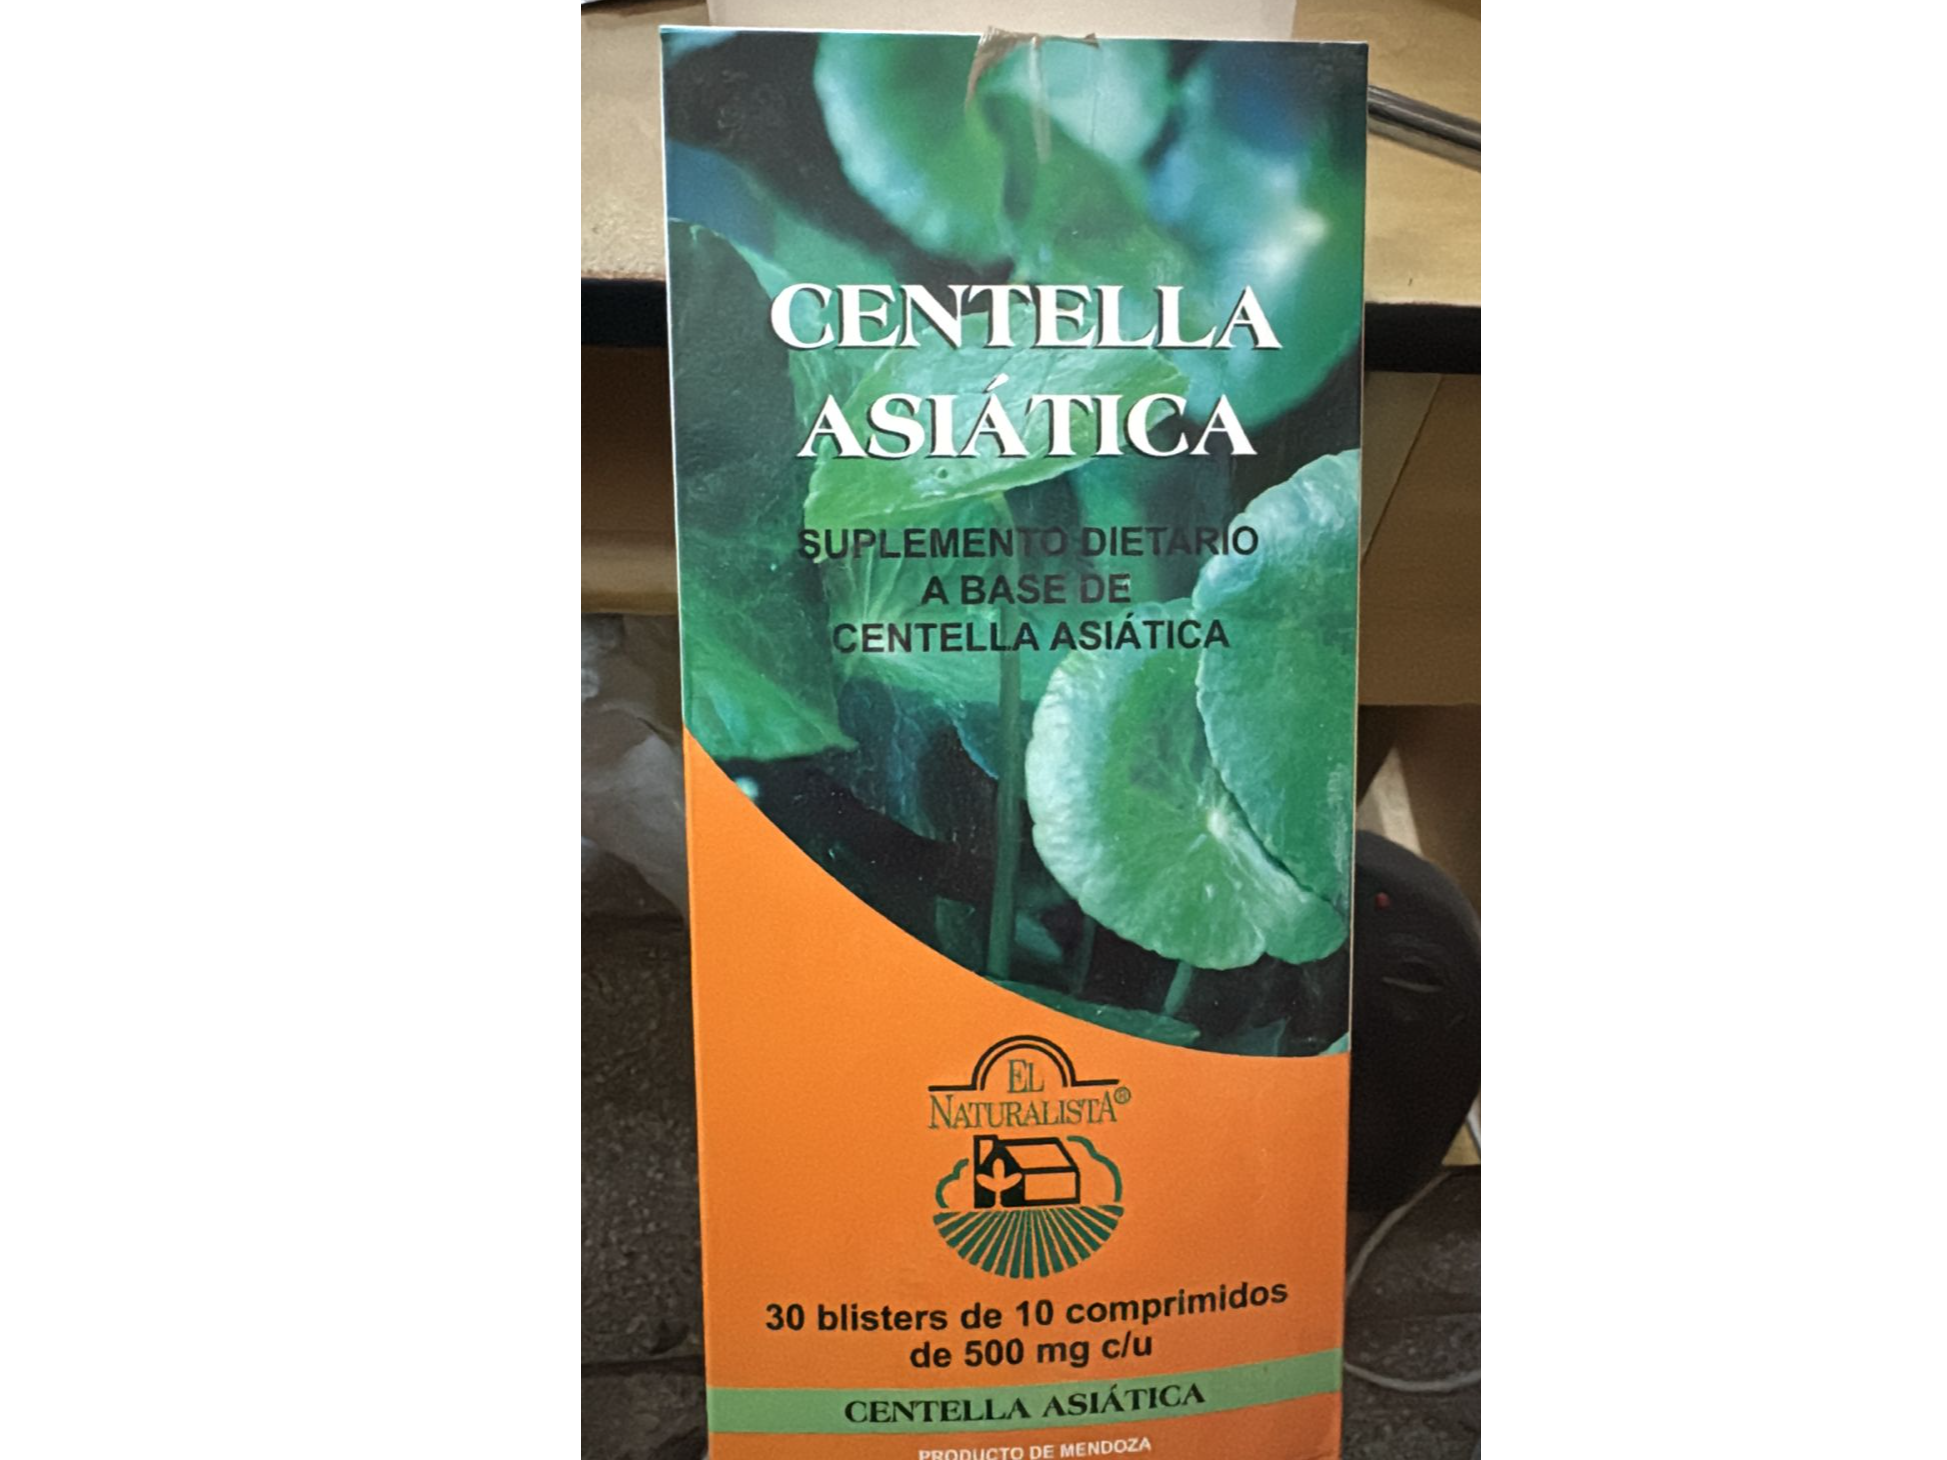 CENTELLA
ASIÁTICA
SUPLEMENTO DIETARIO
A BASE DE
CENTELLA ASIÁTICA
EL
NATURALISTA®
30 blisters de 10 comprimidos
de 500 mg c/u
CENTELLA ASIÁTICA
PRODUCTO DE MENDOZA